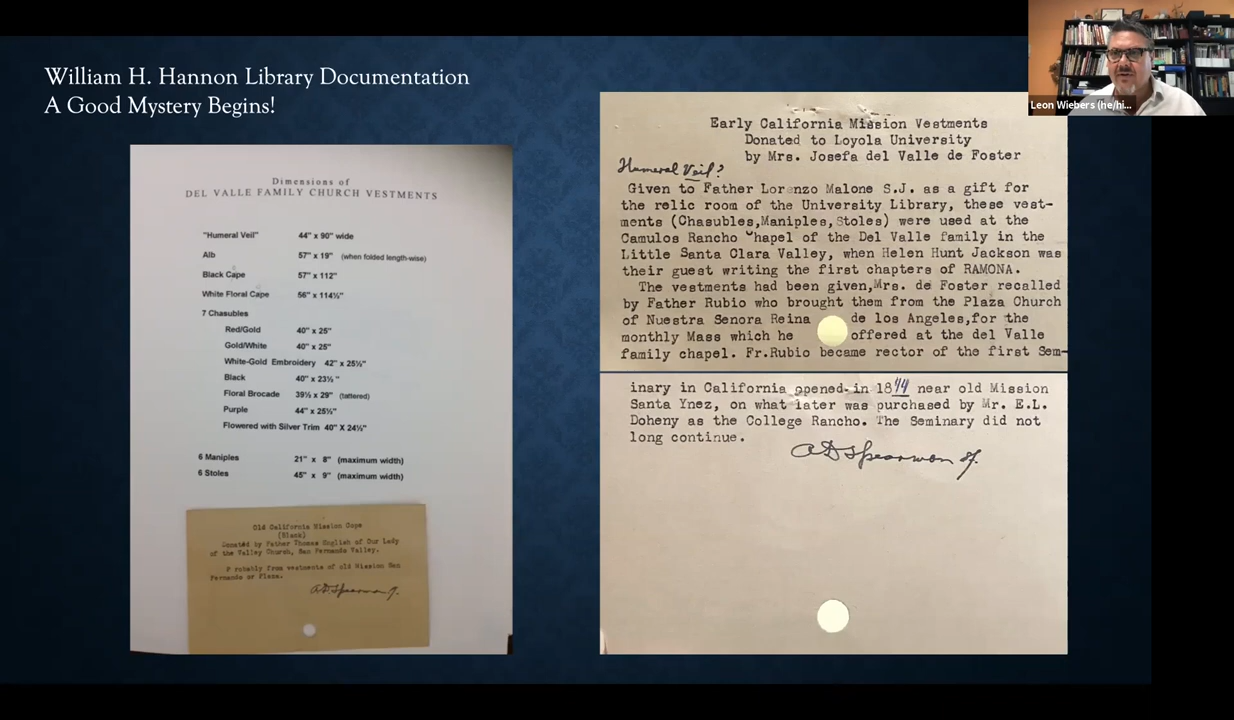 William H. Hannon Library Documentation
A Good Mystery Begins!
Leon Wiebers (he/hi...
Dimensions of
DEL VALLE FAMILY CHURCH VESTMENTS
"Humeral Veil" 44" x 90" wide
Alb 57" x 19" (when folded length-wise)
Black Cape 57" x 112"
White Floral Cape 56" x 114½"
7 Chasubles
Red/Gold 40" x 25"
Gold/White 40" x 25"
White-Gold Embroidery 42" x 25½"
Black 40" x 23½ "
Floral Brocade 39½ x 29" (tattered)
Purple 44" x 25½"
Flowered with Silver Trim 40" X 24½"
6 Maniples 21" x 8" (maximum width)
6 Stoles 45" x 9" (maximum width)
Old California Mission Cope
(Black)
Donated by Father Thomas English of Our Lady
of the Valley Church, San Fernando Valley.
P robably from vestments of old Mission San
Fernando or Plaza.
A D Spearman SJ.
Early California Mission Vestments
Donated to Loyola University
by Mrs. Josefa del Valle de Foster
Humeral Veil?
Given to Father Lorenzo Malone S.J. as a gift for
the relic room of the University Library, these vest-
ments (Chasubles,Maniples,Stoles) were used at the
Camulos Rancho Chapel of the Del Valle family in the
Little Santa Clara Valley, when Helen Hunt Jackson was
their guest writing the first chapters of RAMONA.
The vestments had been given,Mrs. de Foster recalled
by Father Rubio who brought them from the Plaza Church
of Nuestra Senora Reina de los Angeles,for the
monthly Mass which he offered at the del Valle
family chapel. Fr.Rubio became rector of the first Sem-
inary in California opened in 1844 near old Mission
Santa Ynez, on what later was purchased by Mr. E.L.
Doheny as the College Rancho. The Seminary did not
long continue.
A D Spearman SJ.